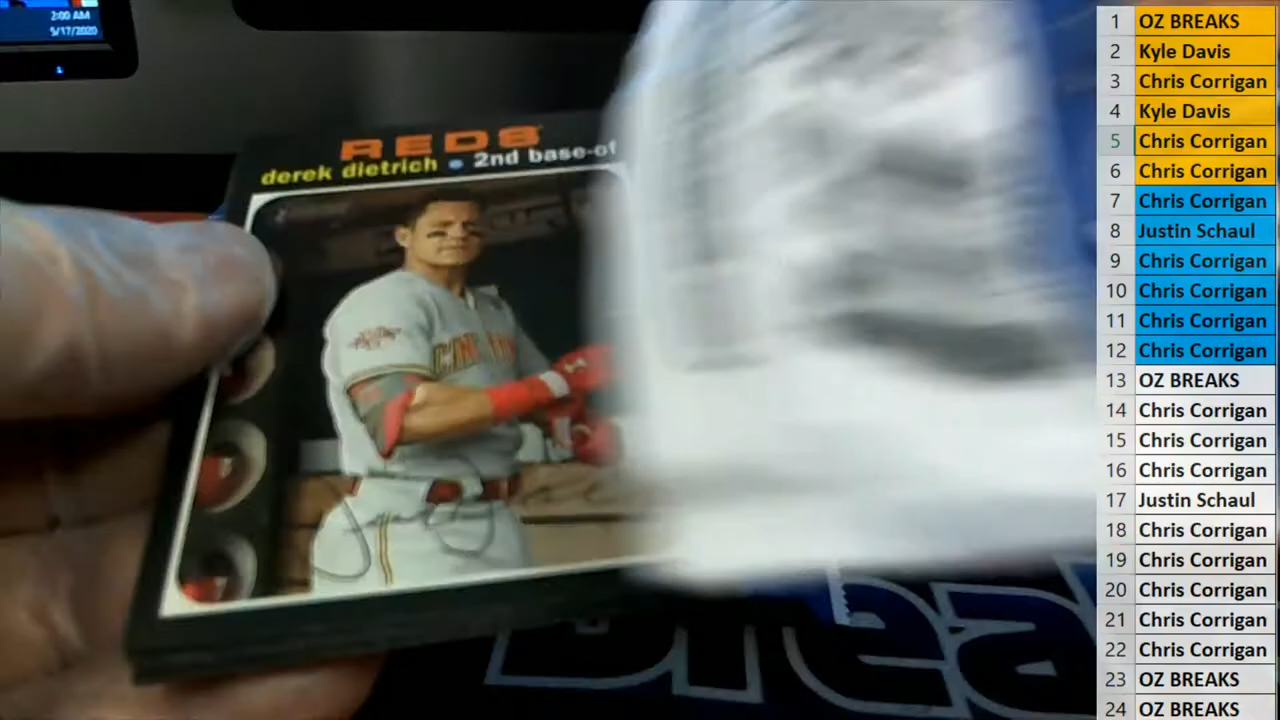 2:00 AM
5/17/2020
REDS
derek dietrich • 2nd base-of
1 OZ BREAKS
2 Kyle Davis
3 Chris Corrigan
4 Kyle Davis
5 Chris Corrigan
6 Chris Corrigan
7 Chris Corrigan
8 Justin Schaul
9 Chris Corrigan
10 Chris Corrigan
11 Chris Corrigan
12 Chris Corrigan
13 OZ BREAKS
14 Chris Corrigan
15 Chris Corrigan
16 Chris Corrigan
17 Justin Schaul
18 Chris Corrigan
19 Chris Corrigan
20 Chris Corrigan
21 Chris Corrigan
22 Chris Corrigan
23 OZ BREAKS
24 OZ BREAKS